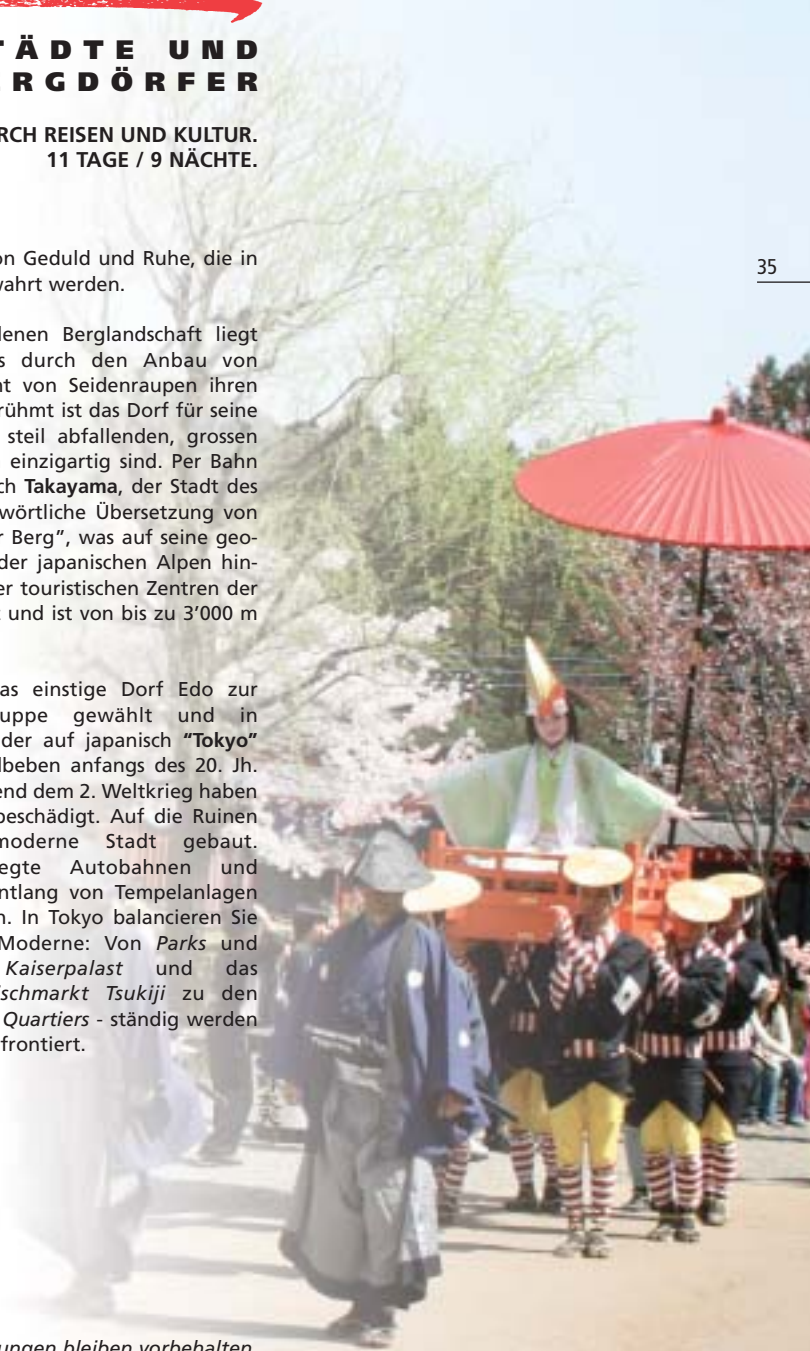 TÄDTE UND
ERGDÖRFER
RCH REISEN UND KULTUR.
11 TAGE / 9 NÄCHTE.
on Geduld und Ruhe, die in
wahrt werden.
35
denen Berglandschaft liegt
s durch den Anbau von
ht von Seidenraupen ihren
rühmt ist das Dorf für seine
steil abfallenden, grossen
einzigartig sind. Per Bahn
ch Takayama, der Stadt des
wörtliche Übersetzung von
r Berg”, was auf seine geo-
der japanischen Alpen hin-
er touristischen Zentren der
t und ist von bis zu 3’000 m
as einstige Dorf Edo zur
uppe gewählt und in
der auf japanisch “Tokyo”
dbeben anfangs des 20. Jh.
end dem 2. Weltkrieg haben
beschädigt. Auf die Ruinen
moderne Stadt gebaut.
egte Autobahnen und
entlang von Tempelanlagen
n. In Tokyo balancieren Sie
Moderne: Von Parks und
Kaiserpalast und das
ischmarkt Tsukiji zu den
Quartiers - ständig werden
frontiert.
ungen bleiben vorbehalten.